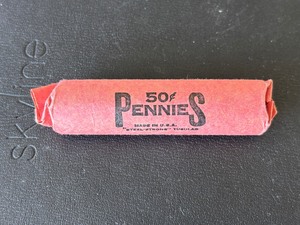 skyline
50¢
PENNIES
MADE IN U.S.A.
"STEEL-STRONG" TUBULAR